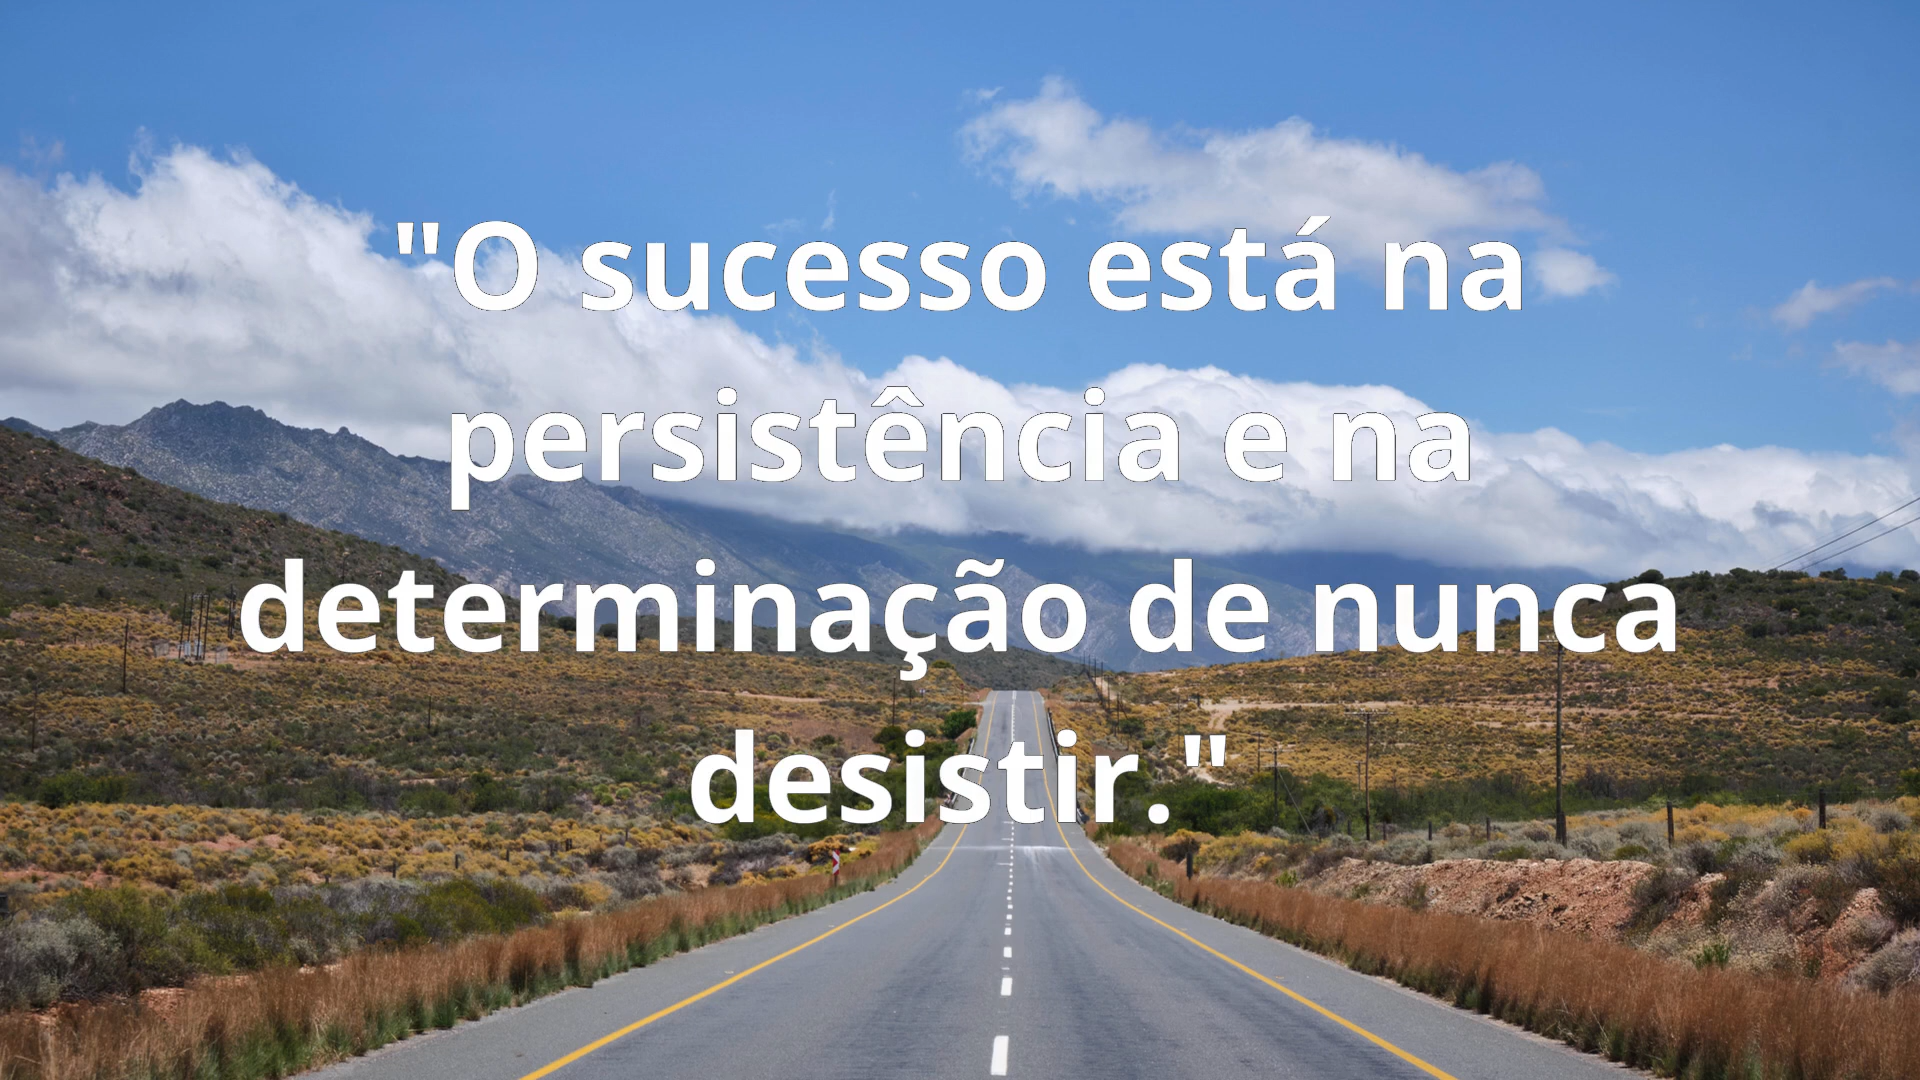 "O sucesso está na
persistência e na
determinação de nunca
desistir."